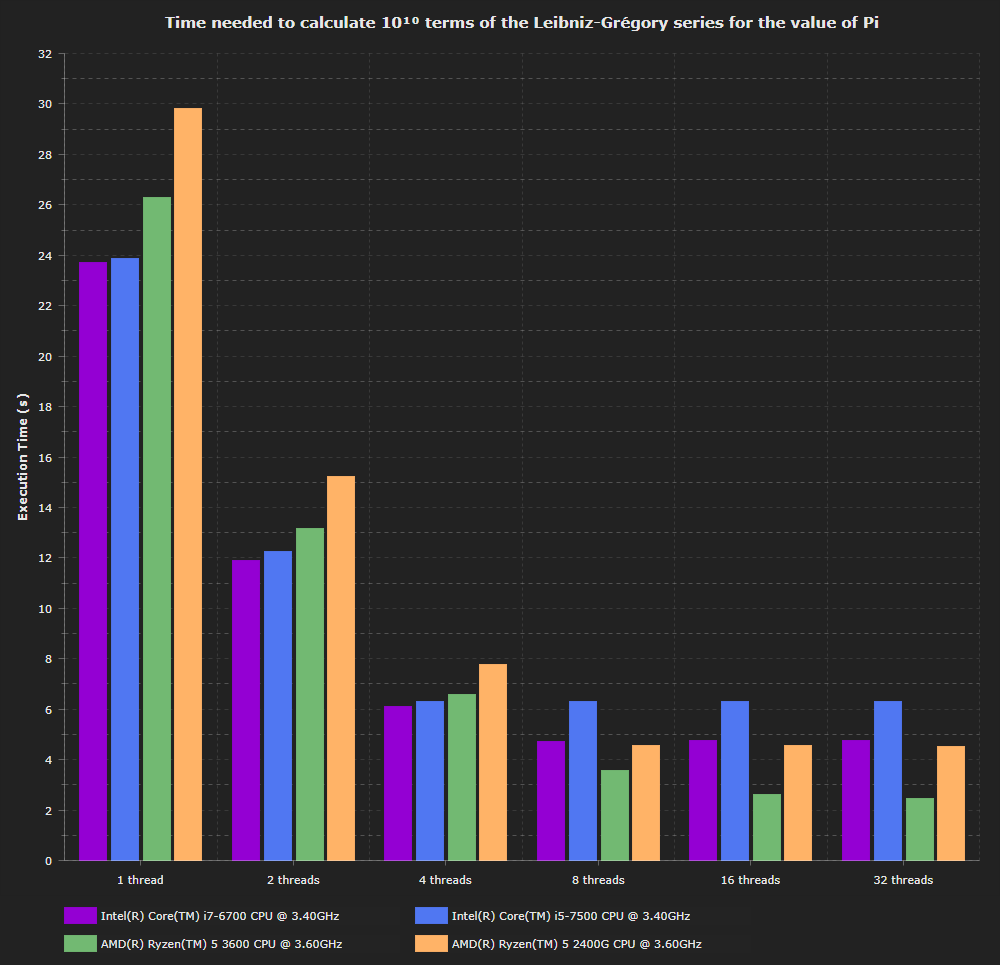 Time needed to calculate 10¹⁰ terms of the Leibniz-Grégory series for the value of Pi
32
30
28
26
24
22
20
18
16
14
12
10
8
6
4
2
0
Execution Time (s)
1 thread
2 threads
4 threads
8 threads
16 threads
32 threads
Intel(R) Core(TM) i7-6700 CPU @ 3.40GHz
Intel(R) Core(TM) i5-7500 CPU @ 3.40GHz
AMD(R) Ryzen(TM) 5 3600 CPU @ 3.60GHz
AMD(R) Ryzen(TM) 5 2400G CPU @ 3.60GHz